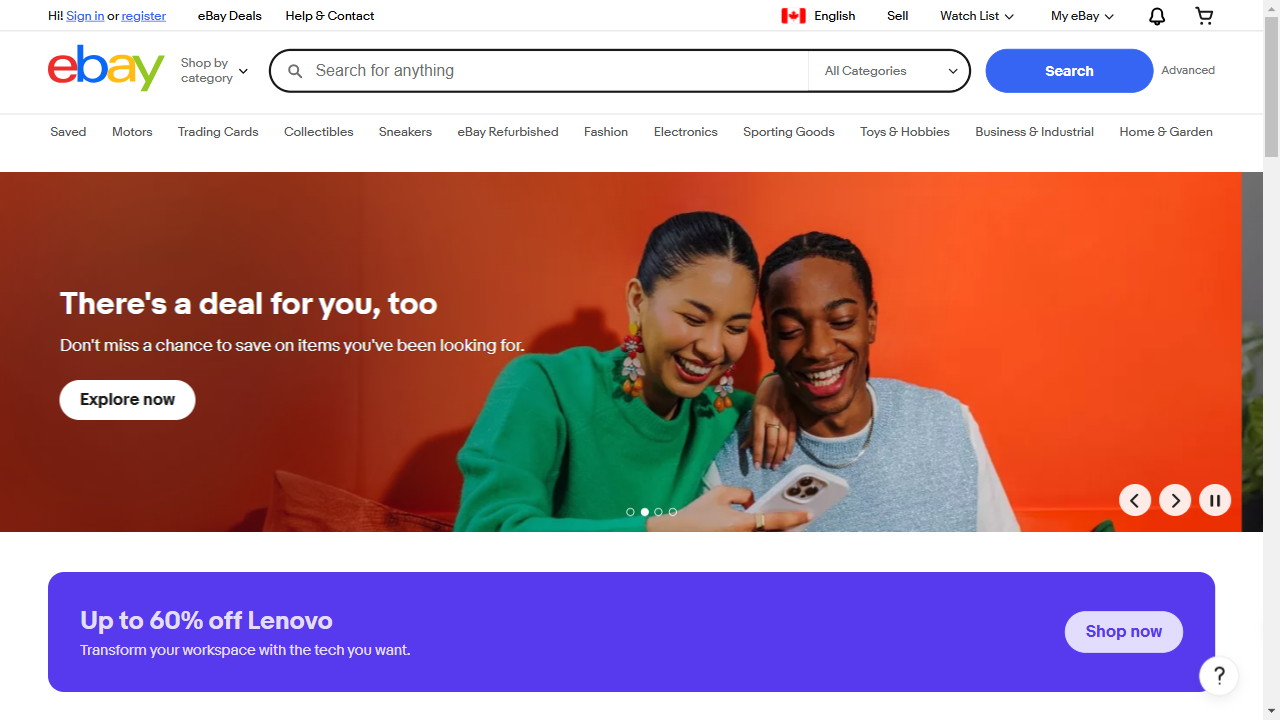 Hi! Sign in or register eBay Deals Help & Contact English Sell Watch List My eBay
ebay Shop by category Search for anything All Categories Search Advanced
Saved Motors Trading Cards Collectibles Sneakers eBay Refurbished Fashion Electronics Sporting Goods Toys & Hobbies Business & Industrial Home & Garden
There's a deal for you, too
Don't miss a chance to save on items you've been looking for.
Explore now
Up to 60% off Lenovo
Transform your workspace with the tech you want.
Shop now
?